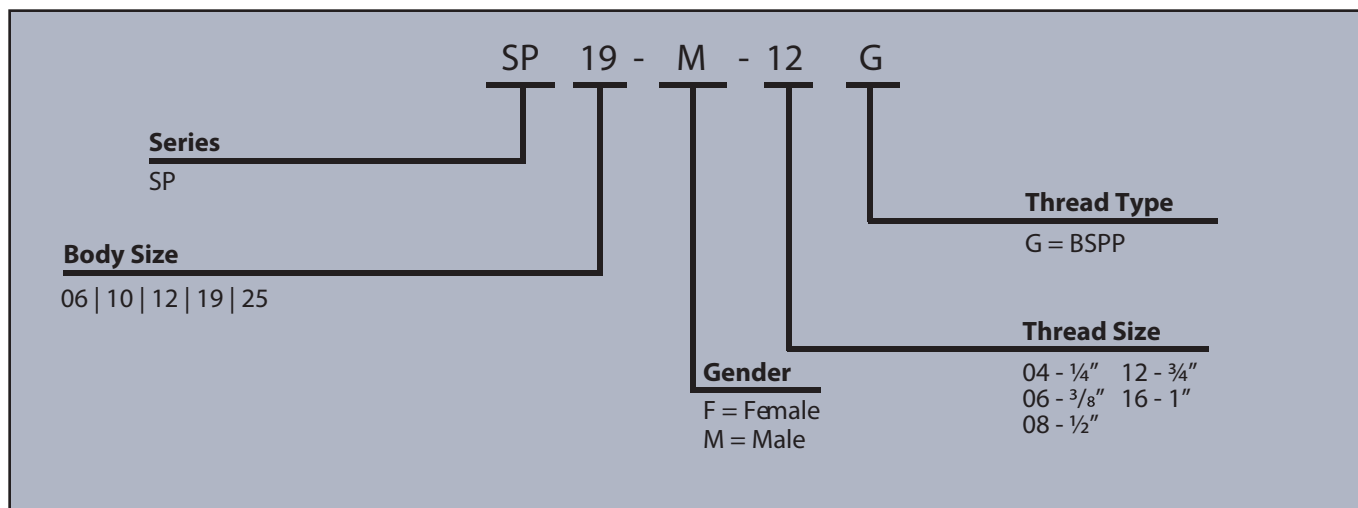 SP 19 - M - 12 G
Series
SP
Body Size
06 | 10 | 12 | 19 | 25
Gender
F = Female
M = Male
Thread Type
G = BSPP
Thread Size
04 - ¼" 12 - ¾"
06 - ³/₈" 16 - 1"
08 - ½"